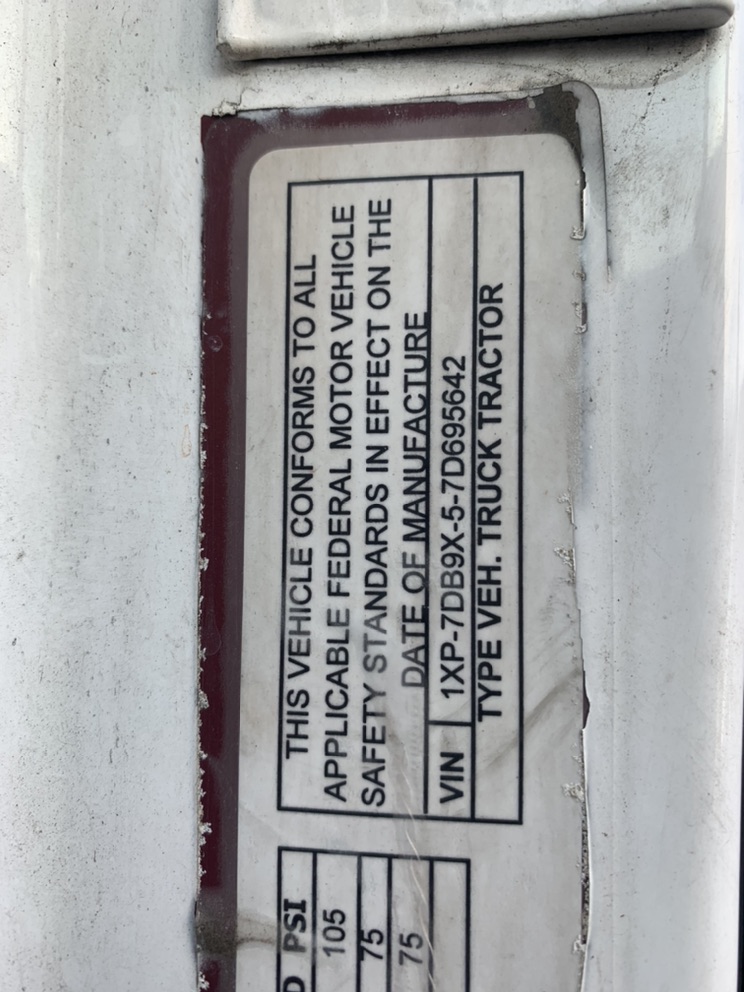 THIS VEHICLE CONFORMS TO ALL
APPLICABLE FEDERAL MOTOR VEHICLE
SAFETY STANDARDS IN EFFECT ON THE
DATE OF MANUFACTURE
VIN 1XP-7DB9X-5-7D695642
TYPE VEH. TRUCK TRACTOR
D PSI
105
75
75